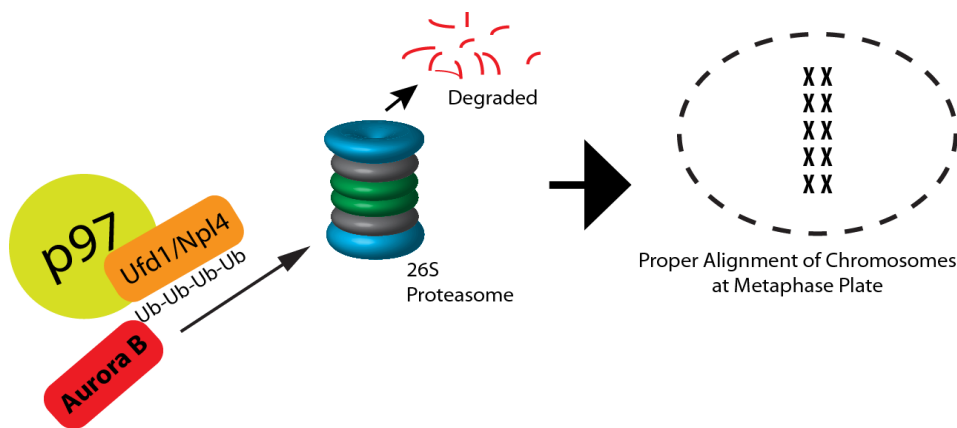 p97
Ufd1/Npl4
Ub-Ub-Ub-Ub
Aurora B
26S
Proteasome
Degraded
X X
X X
X X
X X
X X
Proper Alignment of Chromosomes
at Metaphase Plate